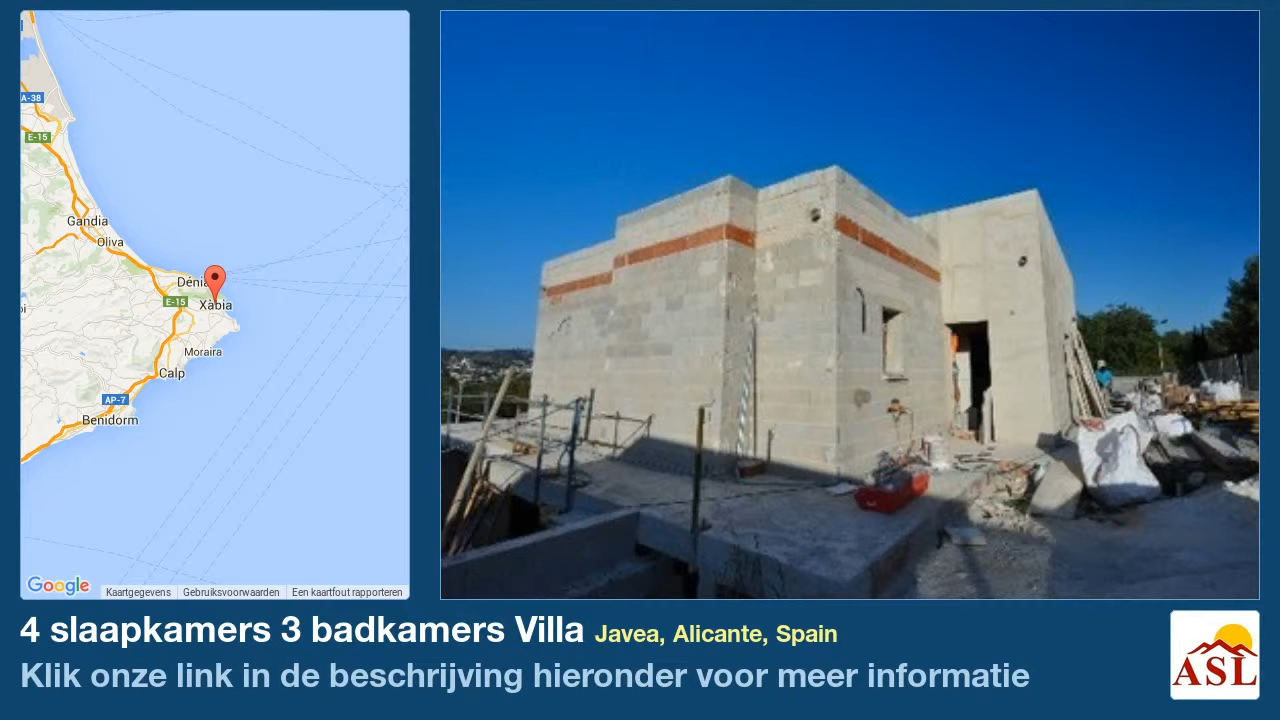 A-38
E-15
Gandia
Oliva
Dénia
E-15
Xàbia
Moraira
Calp
AP-7
Benidorm
Google
Kaartgegevens
Gebruiksvoorwaarden
Een kaartfout rapporteren
4 slaapkamers 3 badkamers Villa Javea, Alicante, Spain
Klik onze link in de beschrijving hieronder voor meer informatie
ASL